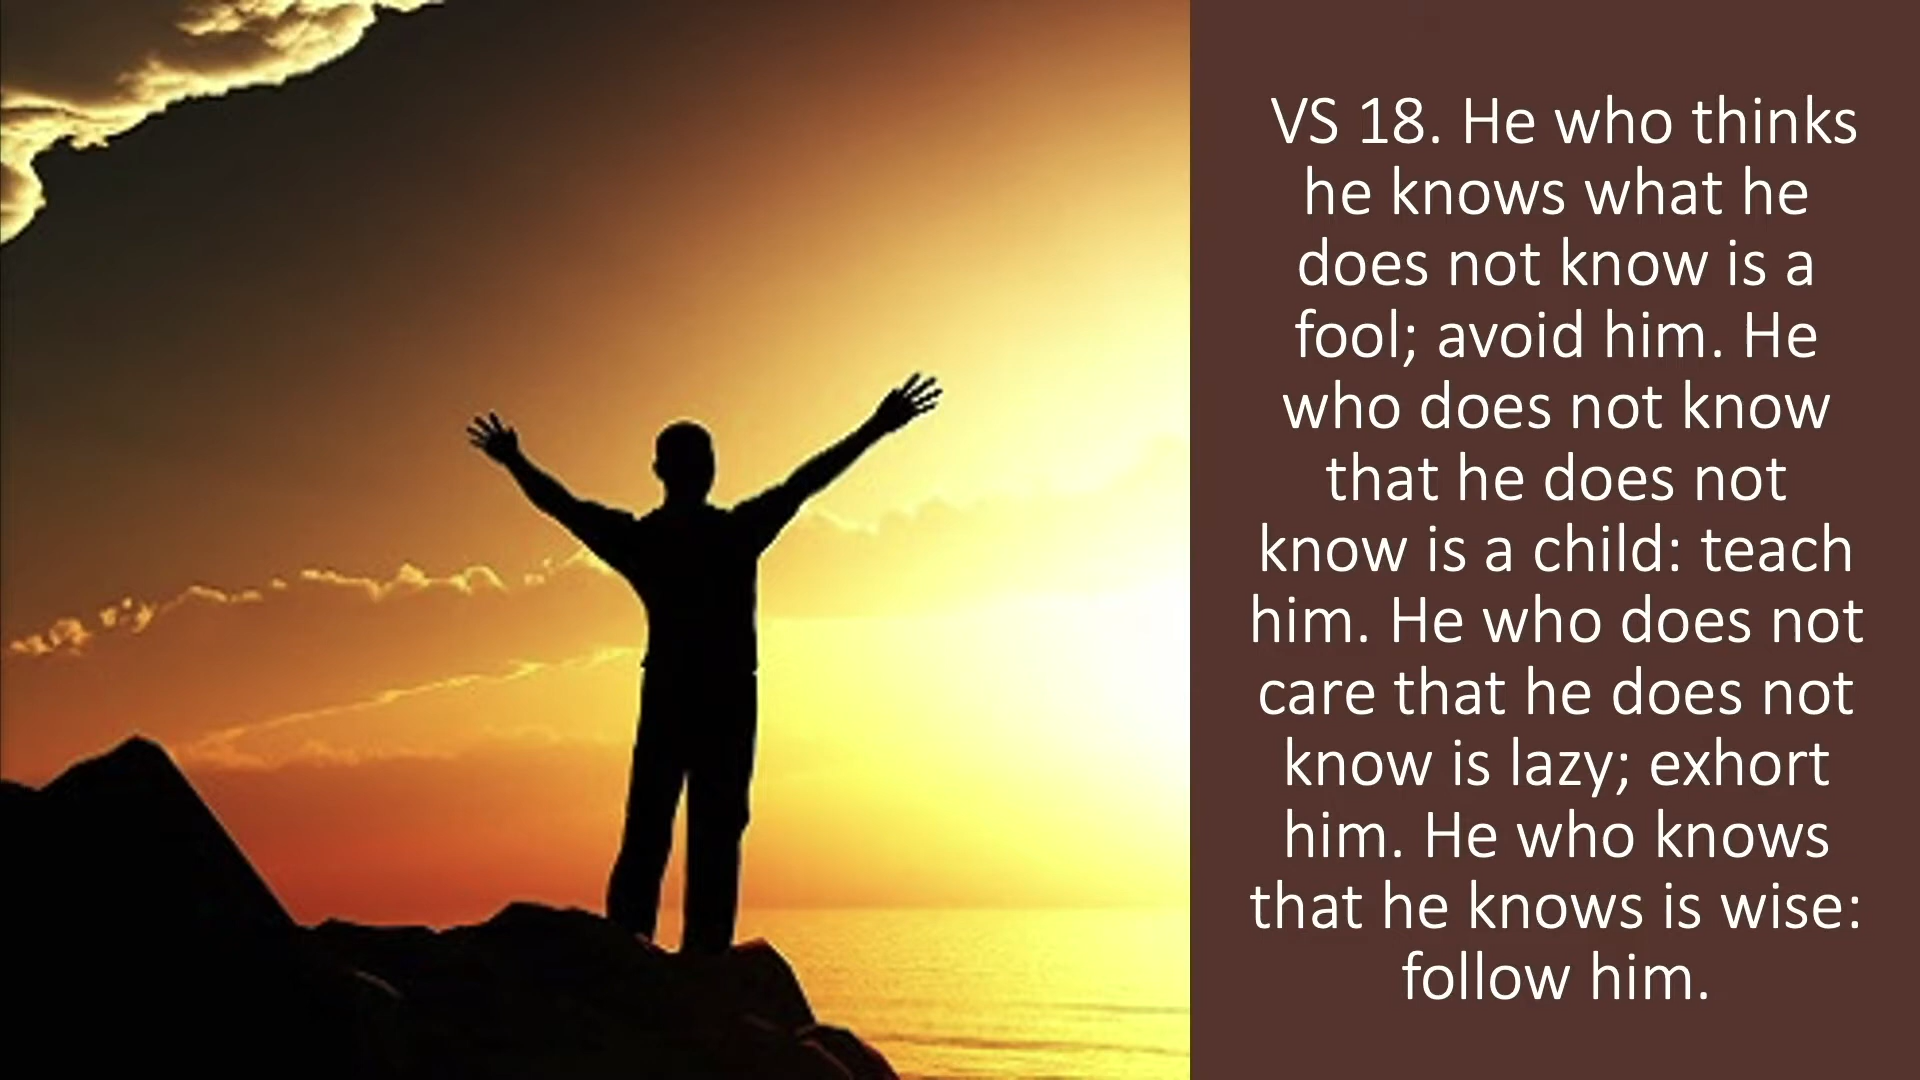 VS 18. He who thinks
he knows what he
does not know is a
fool; avoid him. He
who does not know
that he does not
know is a child: teach
him. He who does not
care that he does not
know is lazy; exhort
him. He who knows
that he knows is wise:
follow him.